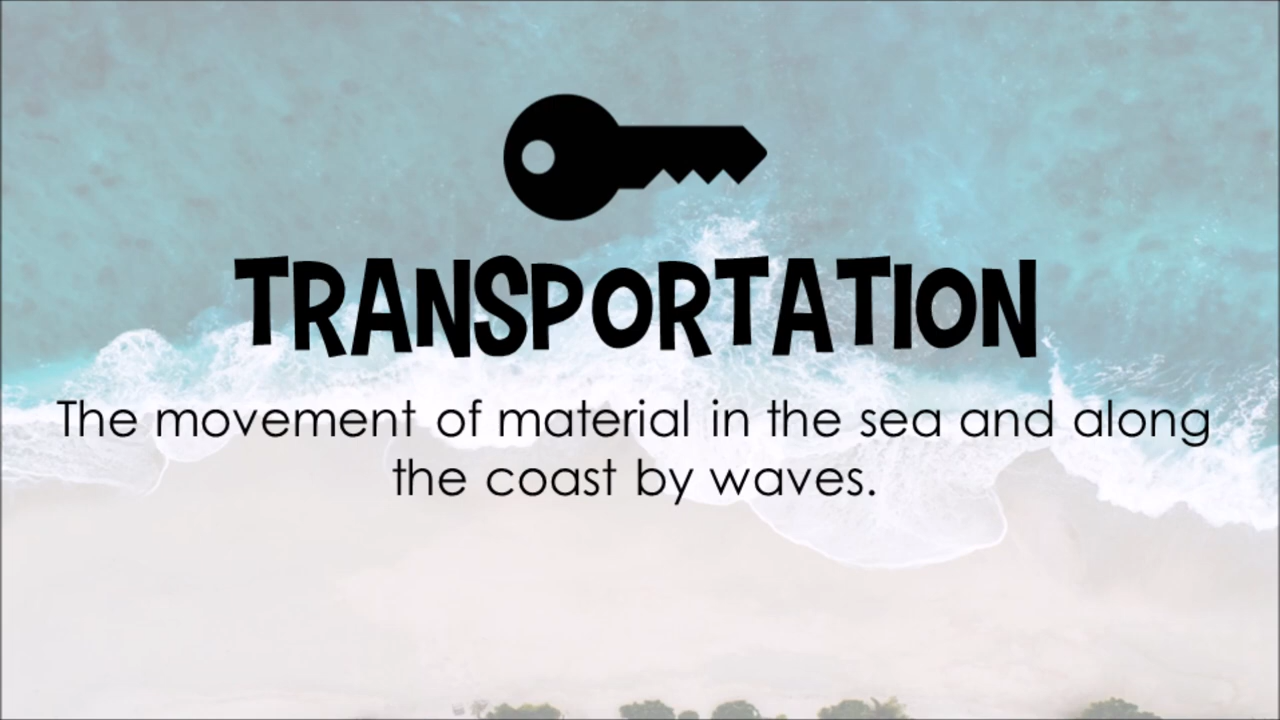 TRANSPORTATION
The movement of material in the sea and along
the coast by waves.